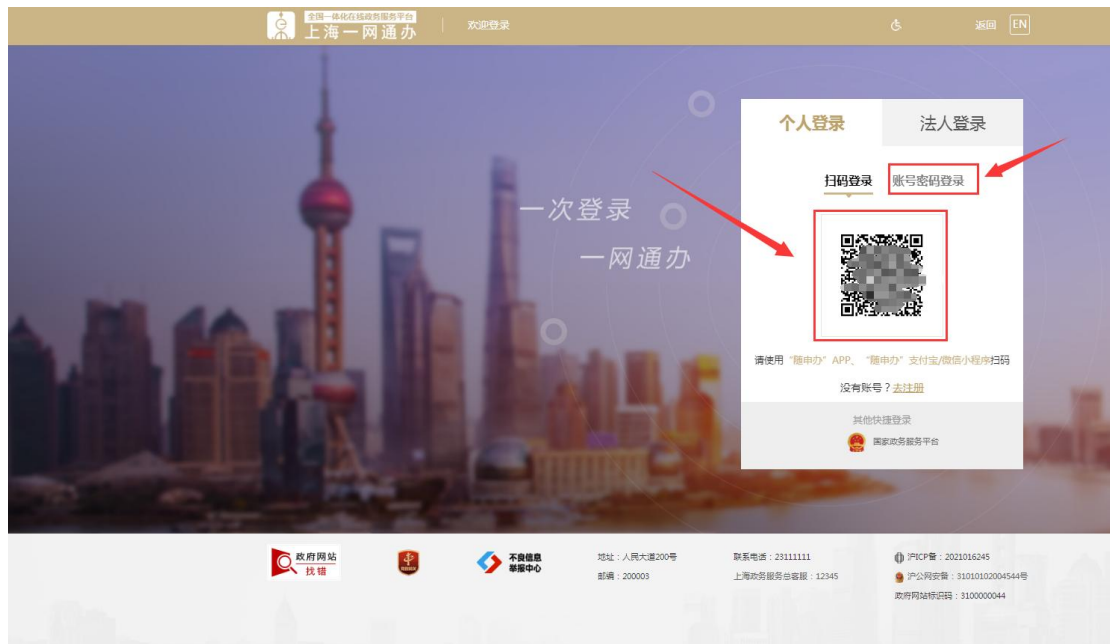 全国一体化在线政务服务平台
上海一网通办
欢迎登录
返回
EN
一次登录
一网通办
个人登录
法人登录
扫码登录
账号密码登录
请使用 "随申办" APP、 "随申办" 支付宝/微信小程序扫码
没有账号？去注册
其他快捷登录
国家政务服务平台
政府网站
找错
不良信息
举报中心
地址：人民大道200号
邮编：200003
联系电话：23111111
上海政务服务总客服：12345
沪ICP备：2021016245
沪公网安备：31010102004544号
政府网站标识码：3100000044